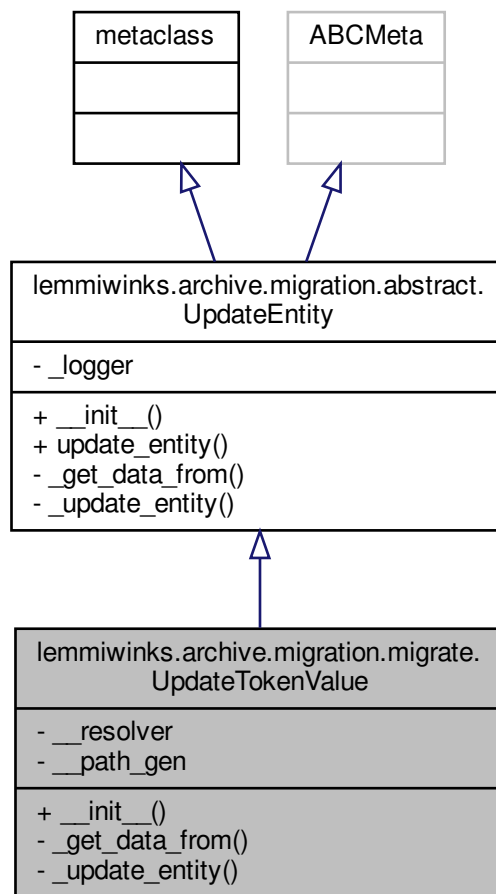 metaclass
ABCMeta
lemmiwinks.archive.migration.abstract.
UpdateEntity
- _logger
+ __init__()
+ update_entity()
- _get_data_from()
- _update_entity()
lemmiwinks.archive.migration.migrate.
UpdateTokenValue
- __resolver
- __path_gen
+ __init__()
- _get_data_from()
- _update_entity()